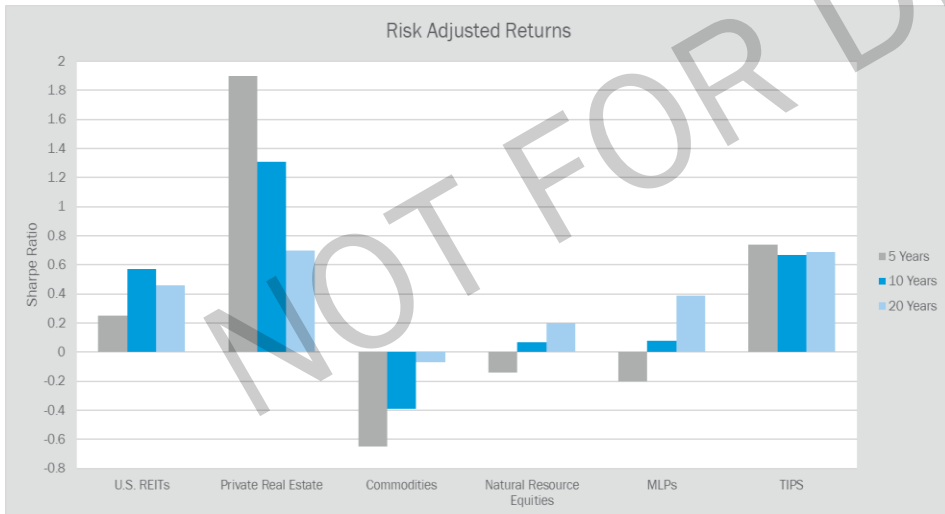 Risk Adjusted Returns
2
1.8
1.6
1.4
1.2
1
0.8
0.6
0.4
0.2
0
-0.2
-0.4
-0.6
-0.8
Sharpe Ratio
U.S. REITs
Private Real Estate
Commodities
Natural Resource
Equities
MLPs
TIPS
5 Years
10 Years
20 Years
NOT FOR D